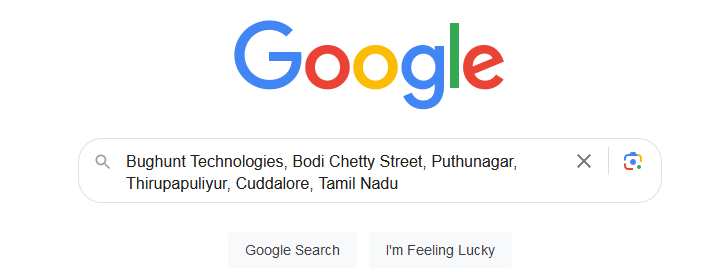 Google
Bughunt Technologies, Bodi Chetty Street, Puthunagar,
Thirupapuliyur, Cuddalore, Tamil Nadu
Google Search
I'm Feeling Lucky